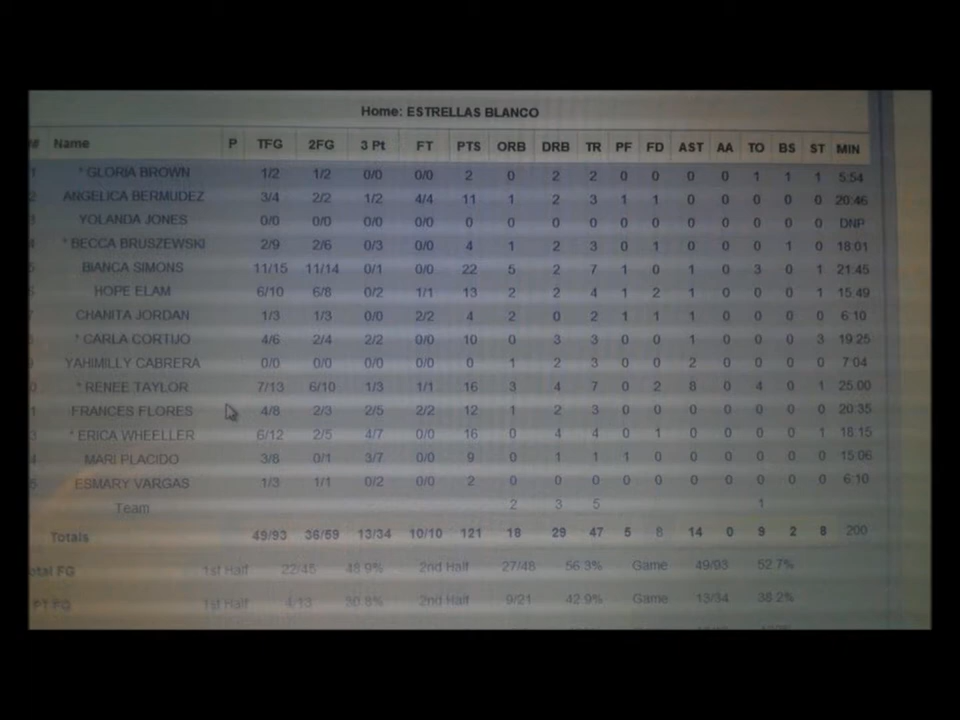 Home: ESTRELLAS BLANCO
# Name P TFG 2FG 3 Pt FT PTS ORB DRB TR PF FD AST AA TO BS ST MIN
1 * GLORIA BROWN 1/2 1/2 0/0 0/0 2 0 2 2 0 0 0 0 1 1 1 5:54
2 ANGELICA BERMUDEZ 3/4 2/2 1/2 4/4 11 1 2 3 1 1 0 0 0 0 0 20:46
3 YOLANDA JONES 0/0 0/0 0/0 0/0 0 0 0 0 0 0 0 0 0 0 0 DNP
4 * BECCA BRUSZEWSKI 2/9 2/6 0/3 0/0 4 1 2 3 0 1 0 0 0 1 0 18:01
5 BIANCA SIMONS 11/15 11/14 0/1 0/0 22 5 2 7 1 0 1 0 3 0 1 21:45
6 HOPE ELAM 6/10 6/8 0/2 1/1 13 2 2 4 1 2 1 0 0 0 1 15:49
7 CHANITA JORDAN 1/3 1/3 0/0 2/2 4 2 0 2 1 1 1 0 0 0 0 6:10
* CARLA CORTIJO 4/6 2/4 2/2 0/0 10 0 3 3 0 0 1 0 0 0 3 19:25
9 YAHIMILLY CABRERA 0/0 0/0 0/0 0/0 0 1 2 3 0 0 2 0 0 0 0 7:04
0 * RENEE TAYLOR 7/13 6/10 1/3 1/1 16 3 4 7 0 2 8 0 4 0 1 25:00
1 FRANCES FLORES 4/8 2/3 2/5 2/2 12 1 2 3 0 0 0 0 0 0 0 20:35
3 * ERICA WHEELLER 6/12 2/5 4/7 0/0 16 0 4 4 0 1 0 0 0 0 1 18:15
4 MARI PLACIDO 3/8 0/1 3/7 0/0 9 0 1 1 1 0 0 0 0 0 0 15:06
5 ESMARY VARGAS 1/3 1/1 0/2 0/0 2 0 0 0 0 0 0 0 0 0 0 6:10
Team 2 3 5 1
Totals 49/93 36/59 13/34 10/10 121 18 29 47 5 8 14 0 9 2 8 200
otal FG 1st Half 22/45 48.9% 2nd Half 27/48 56.3% Game 49/93 52.7%
PT FG 1st Half 4/13 30.8% 2nd Half 9/21 42.9% Game 13/34 38.2%